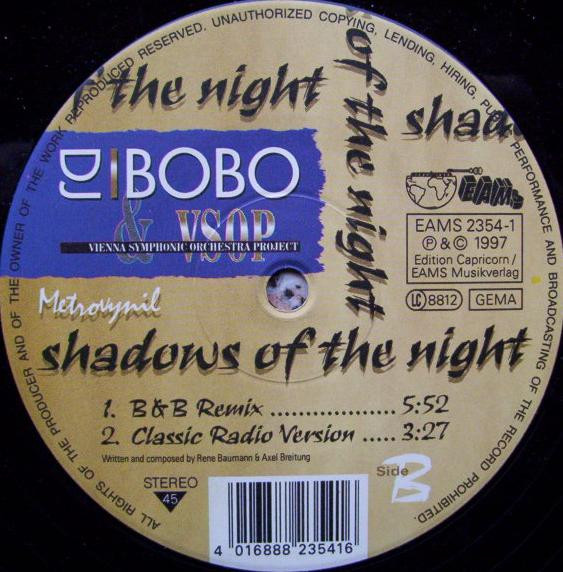 ALL RIGHTS OF THE PRODUCER AND OF THE OWNER OF THE WORK REPRODUCED RESERVED. UNAUTHORIZED COPYING, LENDING, HIRING, PU PERFORMANCE AND BROADCASTING OF THE RECORD PROHIBITED.
the night
of the night
shad
DJ BOBO
& VSOP
VIENNA SYMPHONIC ORCHESTRA PROJECT
EAMS
EAMS 2354-1
Ⓟ & © 1997
Edition Capricorn /
EAMS Musikverlag
LC 8812
GEMA
Metrovynil
shadows of the night
1. B&B Remix .................... 5:52
2. Classic Radio Version ..... 3:27
Written and composed by Rene Baumann & Axel Breitung
STEREO
45
Side B
4 016888 235416